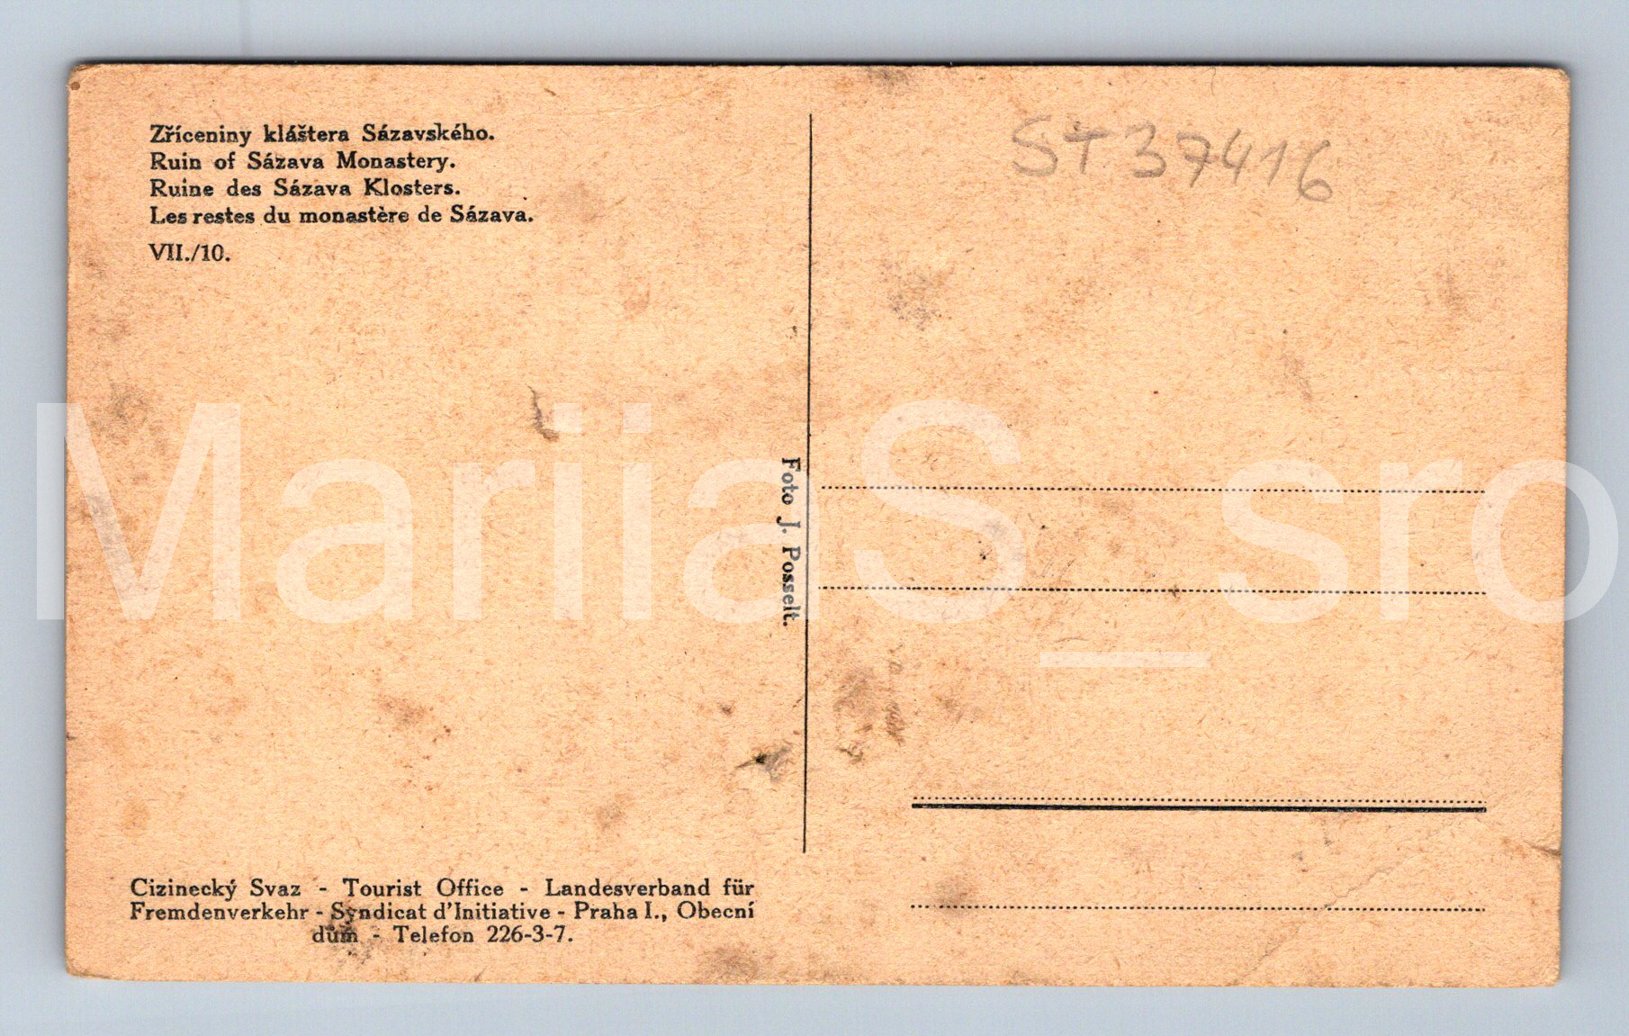 Zříceniny kláštera Sázavského.
Ruin of Sázava Monastery.
Ruine des Sázava Klosters.
Les restes du monastère de Sázava.
VII./10.
ST37416
Foto J. Posselt.
MariiaS_sro
Cizinecký Svaz - Tourist Office - Landesverband für
Fremdenverkehr - Syndicat d'Initiative - Praha I., Obecní
dům - Telefon 226-3-7.